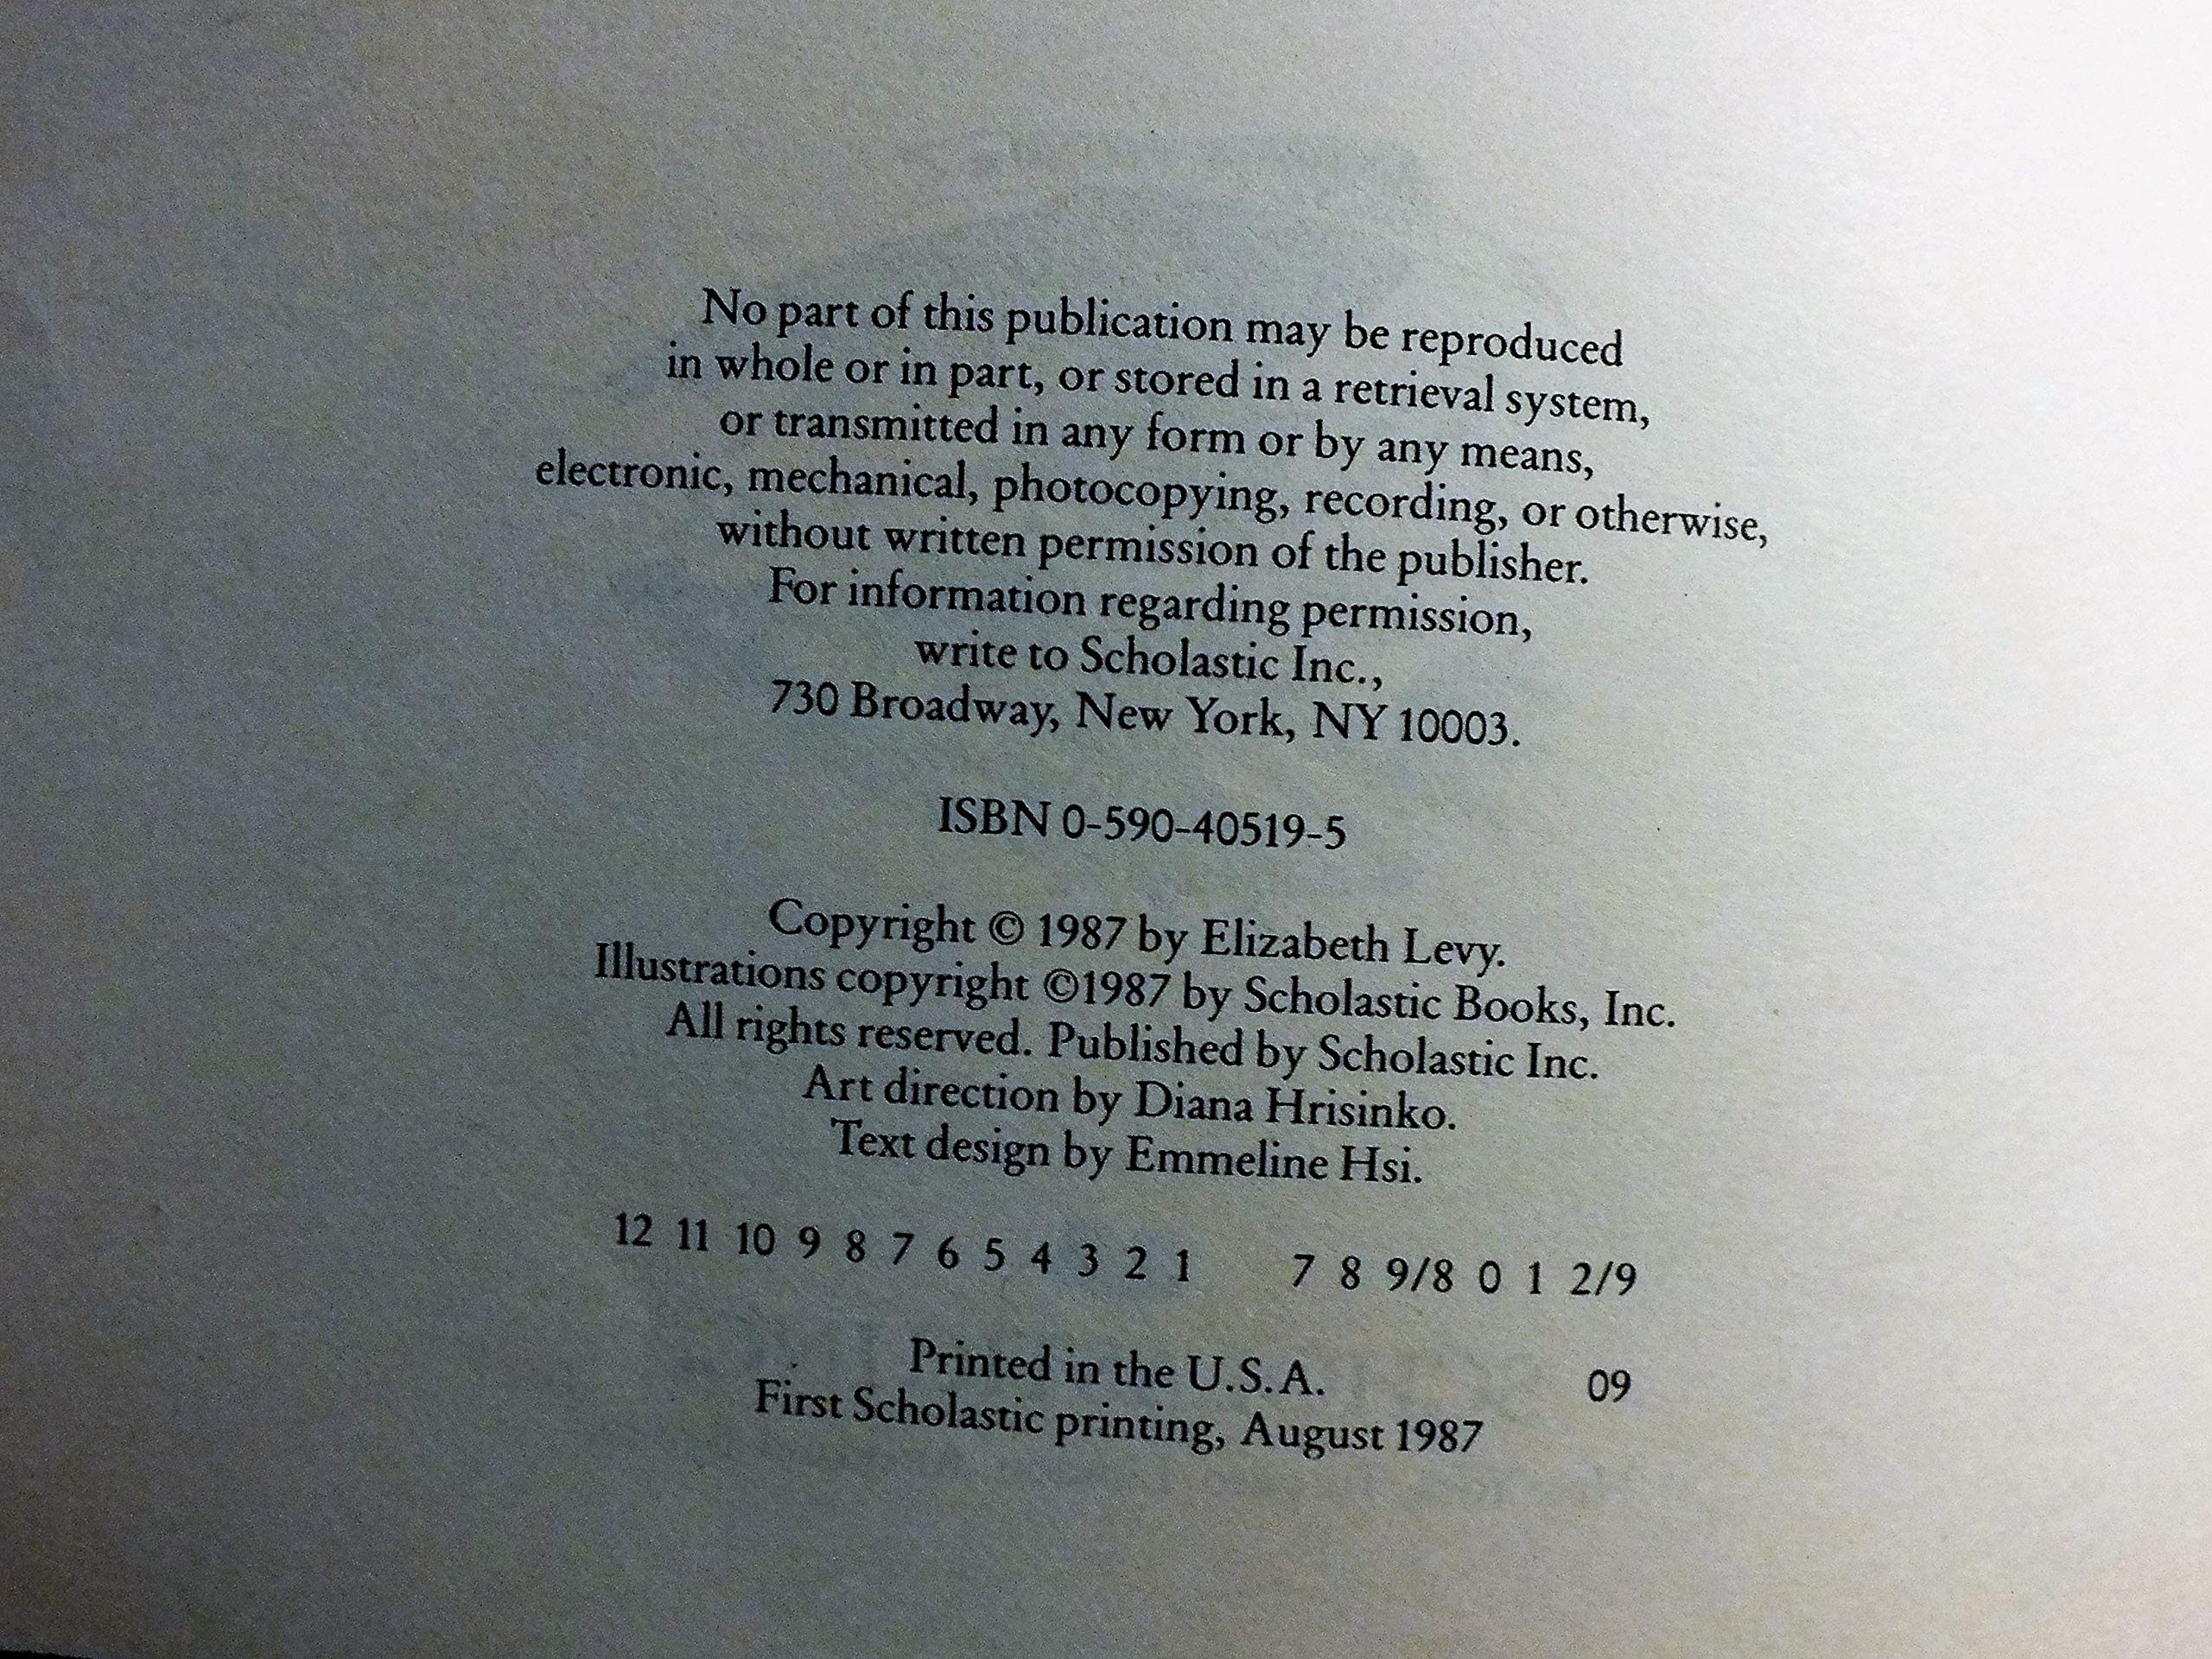 No part of this publication may be reproduced
in whole or in part, or stored in a retrieval system,
or transmitted in any form or by any means,
electronic, mechanical, photocopying, recording, or otherwise,
without written permission of the publisher.
For information regarding permission,
write to Scholastic Inc.,
730 Broadway, New York, NY 10003.
ISBN 0-590-40519-5
Copyright © 1987 by Elizabeth Levy.
Illustrations copyright ©1987 by Scholastic Books, Inc.
All rights reserved. Published by Scholastic Inc.
Art direction by Diana Hrisinko.
Text design by Emmeline Hsi.
12 11 10 9 8 7 6 5 4 3 2 1 7 8 9/8 0 1 2/9
Printed in the U.S.A. 09
First Scholastic printing, August 1987